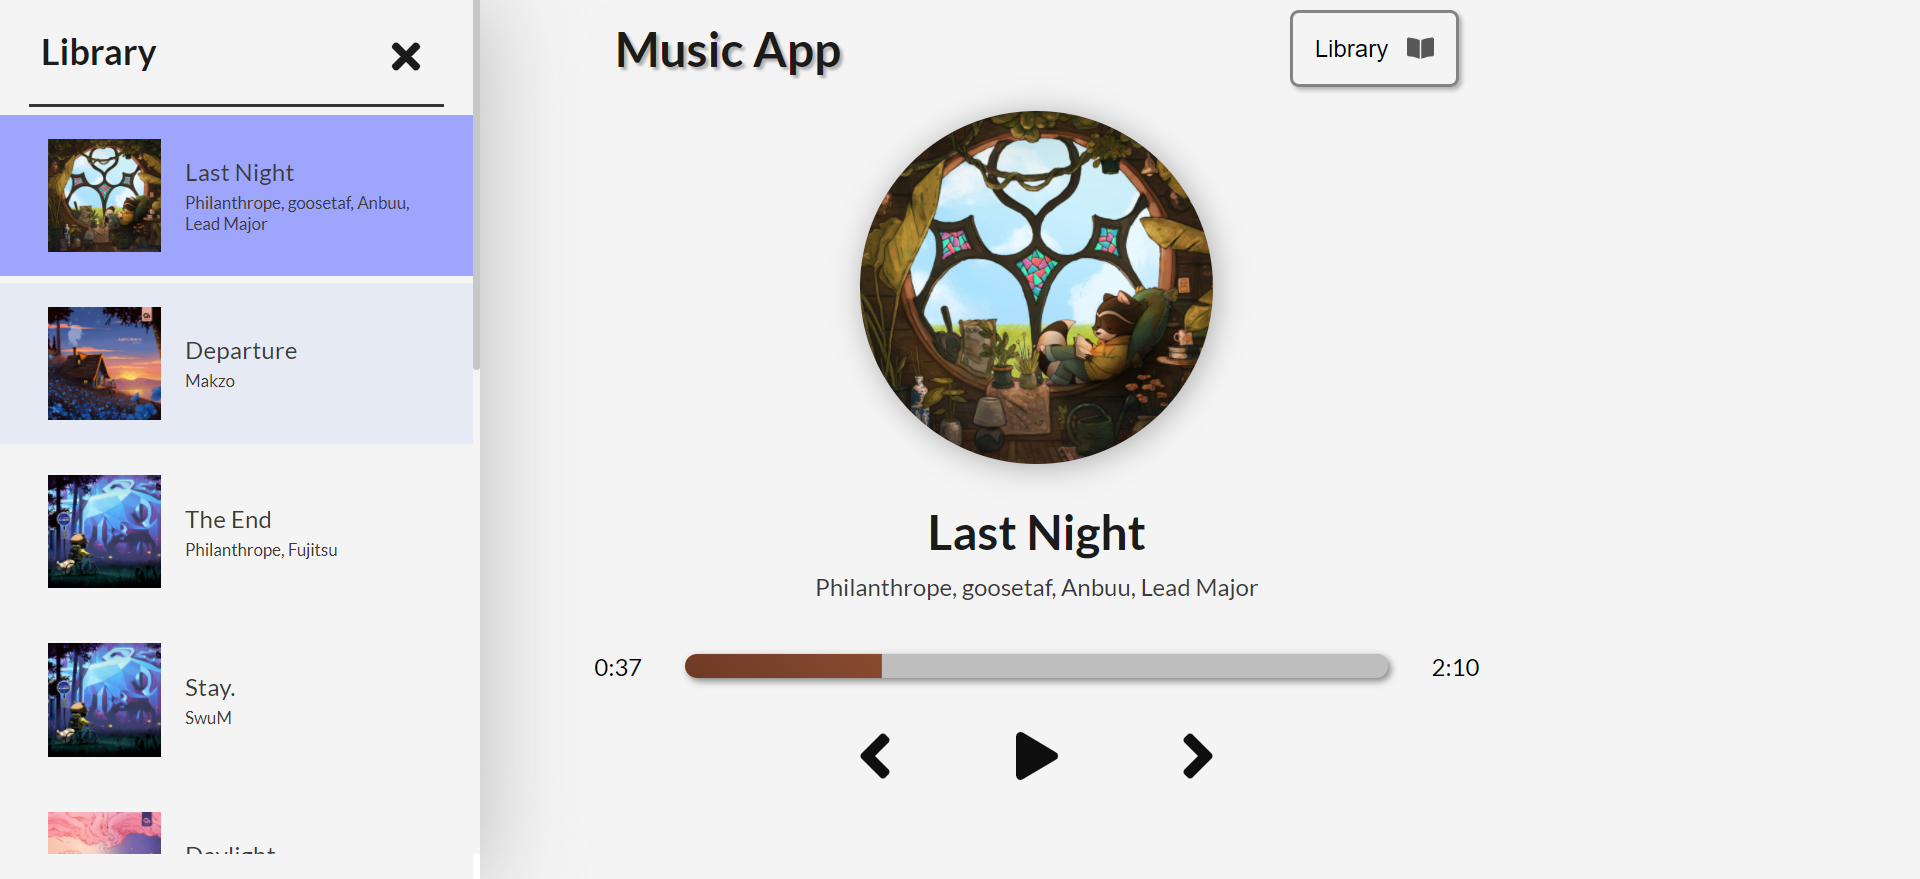 Library
Last Night
Philanthrope, goosetaf, Anbuu,
Lead Major
Departure
Makzo
The End
Philanthrope, Fujitsu
Stay.
SwuM
Daylight
Music App
Library
Last Night
Philanthrope, goosetaf, Anbuu, Lead Major
0:37
2:10